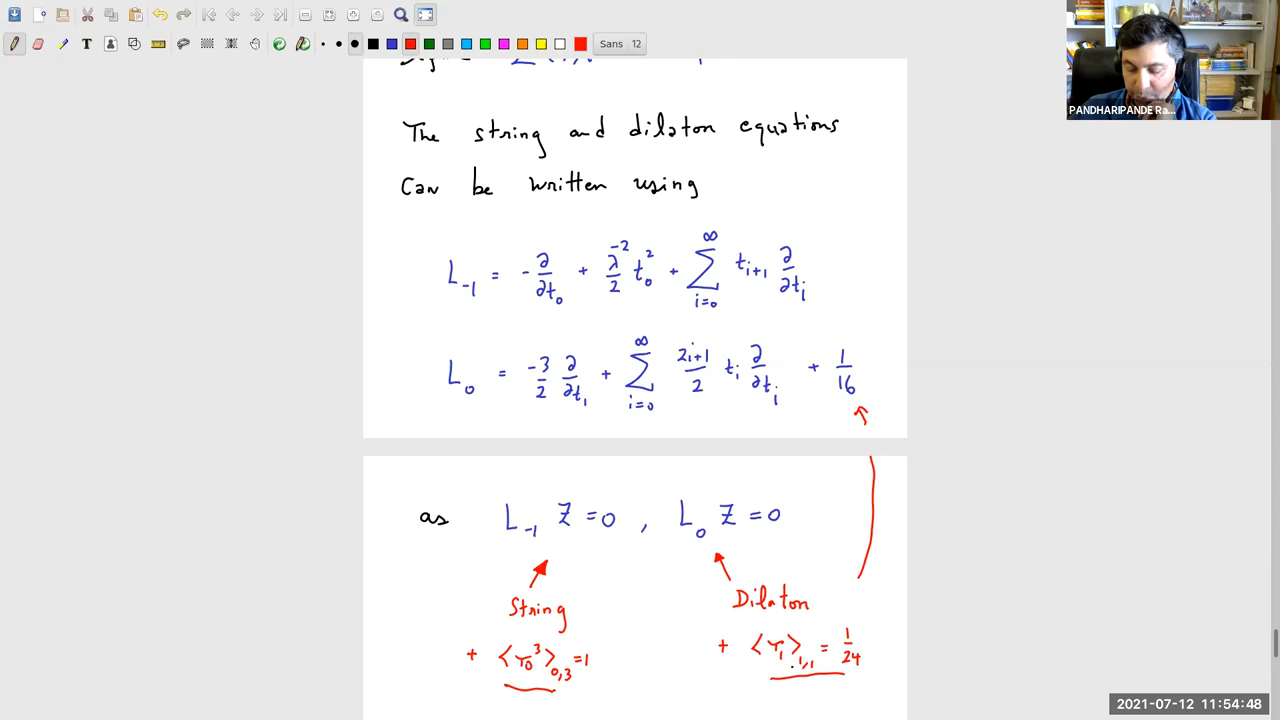 Sans 12
PANDHARIPANDE Ra...
The string and dilaton equations
can be written using
L₋₁ = -∂/∂t₀ + λ⁻²/2 t₀² + ∑_{i=0}^{∞} t_{i+1} ∂/∂t_i
L₀ = -3/2 ∂/∂t₁ + ∑_{i=0}^{∞} (2i+1)/2 t_i ∂/∂t_i + 1/16
as L₋₁ Z = 0 , L₀ Z = 0
String Dilaton
+ ⟨τ₀³⟩_{0,3} = 1 + ⟨τ₁⟩_{1,1} = 1/24
2021-07-12 11:54:48